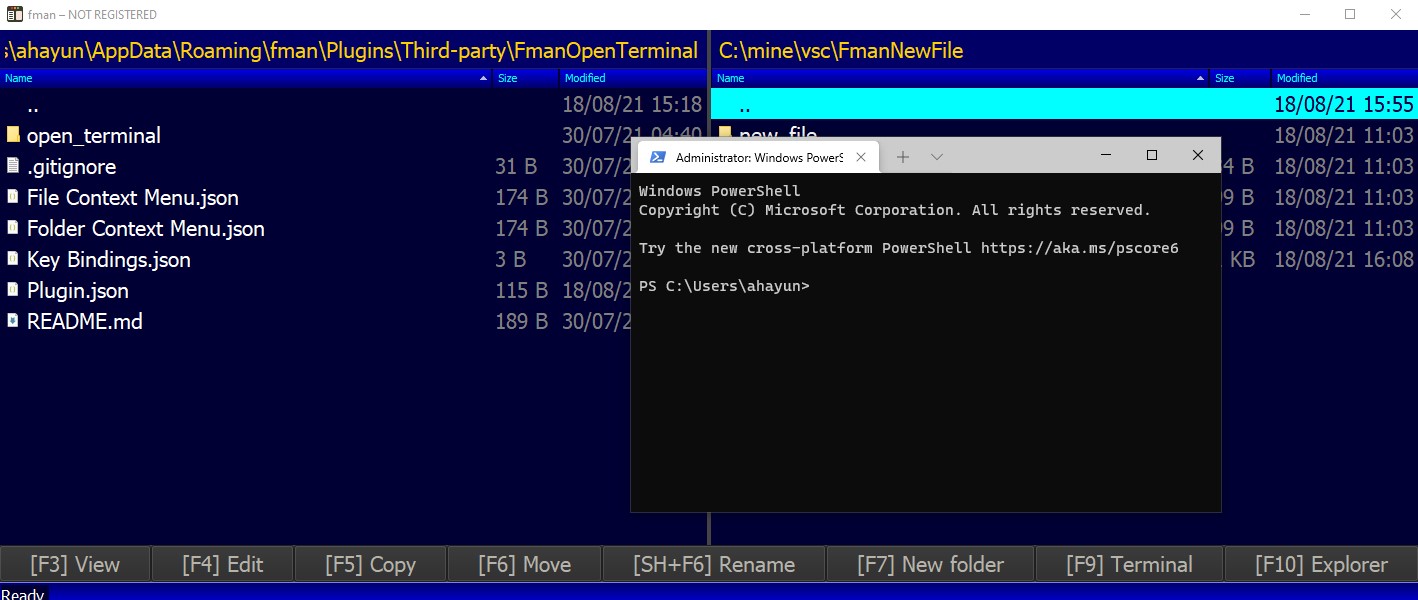 fman – NOT REGISTERED
s\ahayun\AppData\Roaming\fman\Plugins\Third-party\FmanOpenTerminal
Name Size Modified
.. 18/08/21 15:18
open_terminal 30/07/21 04:40
.gitignore 31 B 30/07/2
File Context Menu.json 174 B 30/07/2
Folder Context Menu.json 174 B 30/07/2
Key Bindings.json 3 B 30/07/2
Plugin.json 115 B 18/08/2
README.md 189 B 30/07/2
C:\mine\vsc\FmanNewFile
Name Size Modified
.. 18/08/21 15:55
new_file 18/08/21 11:03
4 B 18/08/21 11:03
9 B 18/08/21 11:03
9 B 18/08/21 11:03
KB 18/08/21 16:08
Administrator: Windows PowerS
Windows PowerShell
Copyright (C) Microsoft Corporation. All rights reserved.
Try the new cross-platform PowerShell https://aka.ms/pscore6
PS C:\Users\ahayun>
[F3] View [F4] Edit [F5] Copy [F6] Move [SH+F6] Rename [F7] New folder [F9] Terminal [F10] Explorer
Ready